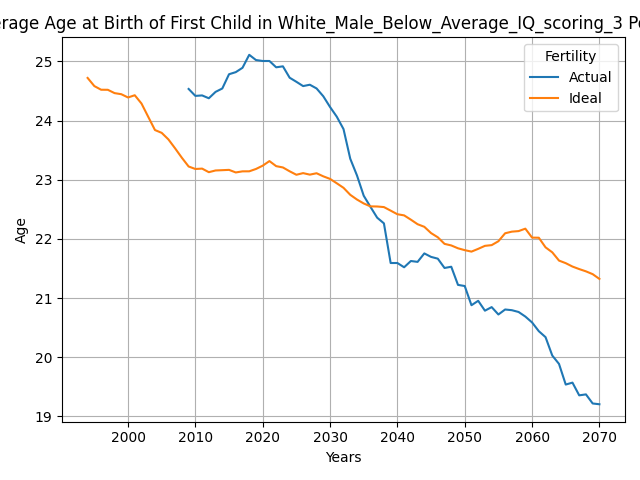 erage Age at Birth of First Child in White_Male_Below_Average_IQ_scoring_3 P
Fertility
Actual
Ideal
25
24
23
22
21
20
19
Age
2000
2010
2020
2030
2040
2050
2060
2070
Years